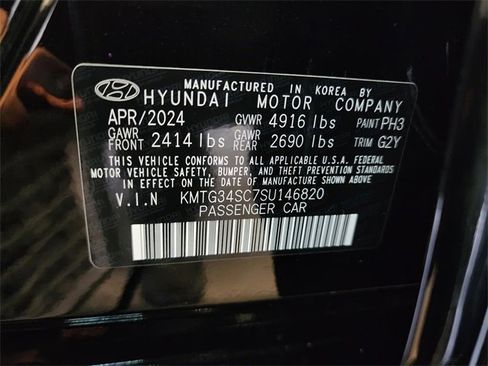 MANUFACTURED IN KOREA BY
HYUNDAI MOTOR COMPANY
APR/2024 GVWR 4916 lbs PAINT PH3
GAWR FRONT 2414 lbs GAWR REAR 2690 lbs TRIM G2Y
THIS VEHICLE CONFORMS TO ALL APPLICABLE U.S.A. FEDERAL
MOTOR VEHICLE SAFETY, BUMPER, AND THEFT PREVENTION STANDARDS
IN EFFECT ON THE DATE OF MANUFACTURE SHOWN ABOVE.
V.I.N KMTG34SC7SU146820
PASSENGER CAR